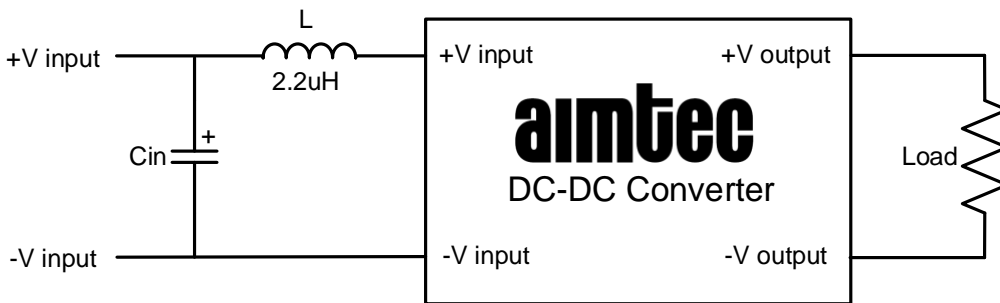 L
+V input
2.2uH
+V input
+V output
+
Cin
aimtec
DC-DC Converter
Load
-V input
-V input
-V output